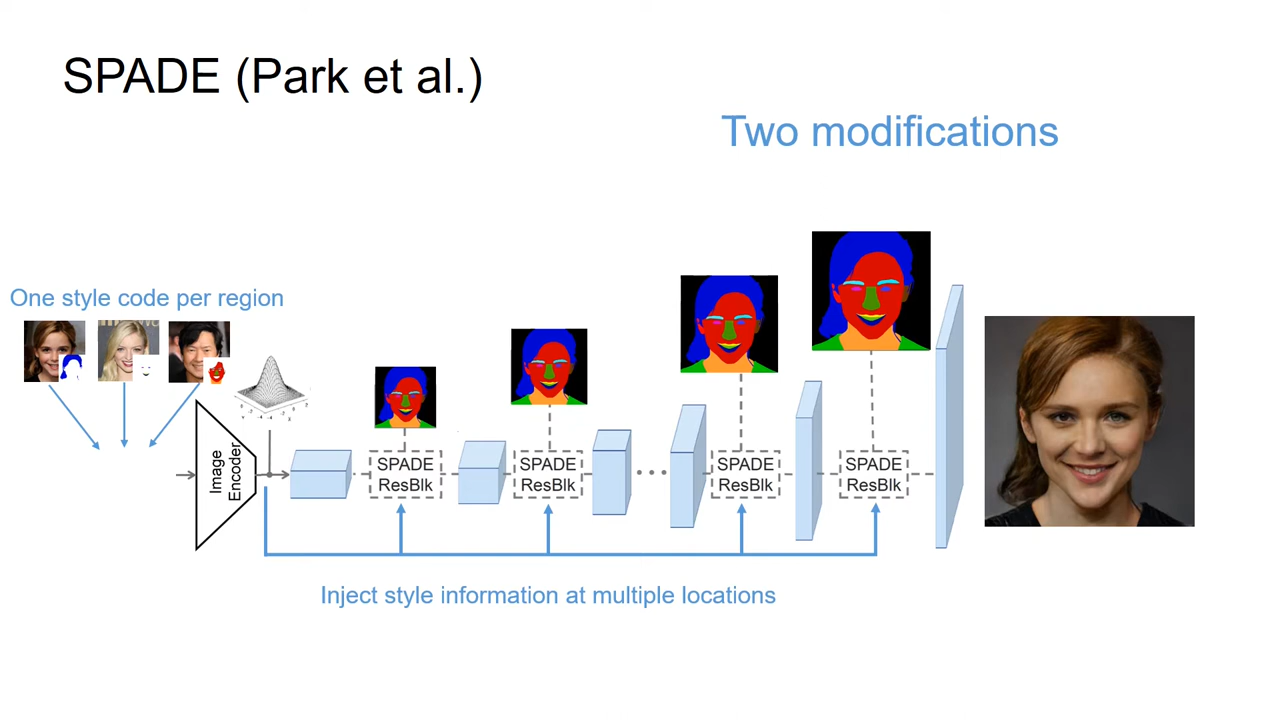 SPADE (Park et al.)
Two modifications
One style code per region
Image
Encoder
SPADE
ResBlk
SPADE
ResBlk
SPADE
ResBlk
SPADE
ResBlk
Inject style information at multiple locations